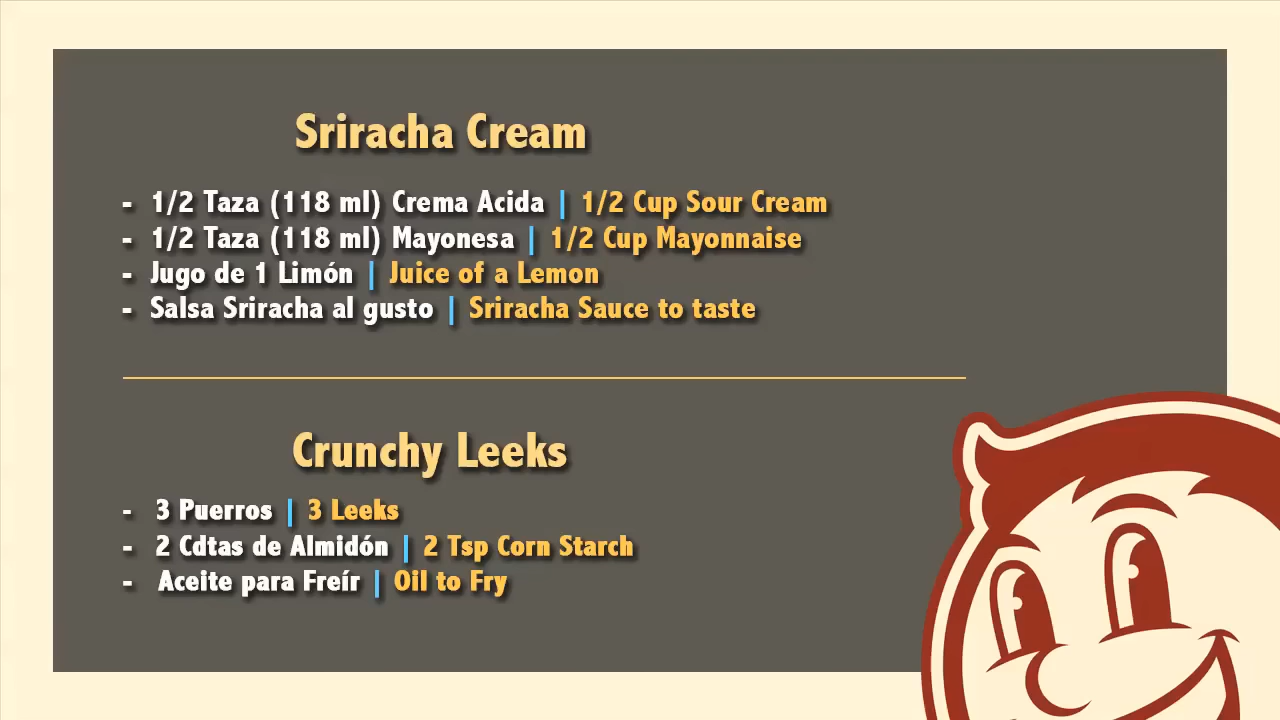 Sriracha Cream
- 1/2 Taza (118 ml) Crema Acida | 1/2 Cup Sour Cream
- 1/2 Taza (118 ml) Mayonesa | 1/2 Cup Mayonnaise
- Jugo de 1 Limón | Juice of a Lemon
- Salsa Sriracha al gusto | Sriracha Sauce to taste
Crunchy Leeks
- 3 Puerros | 3 Leeks
- 2 Cdtas de Almidón | 2 Tsp Corn Starch
- Aceite para Freír | Oil to Fry